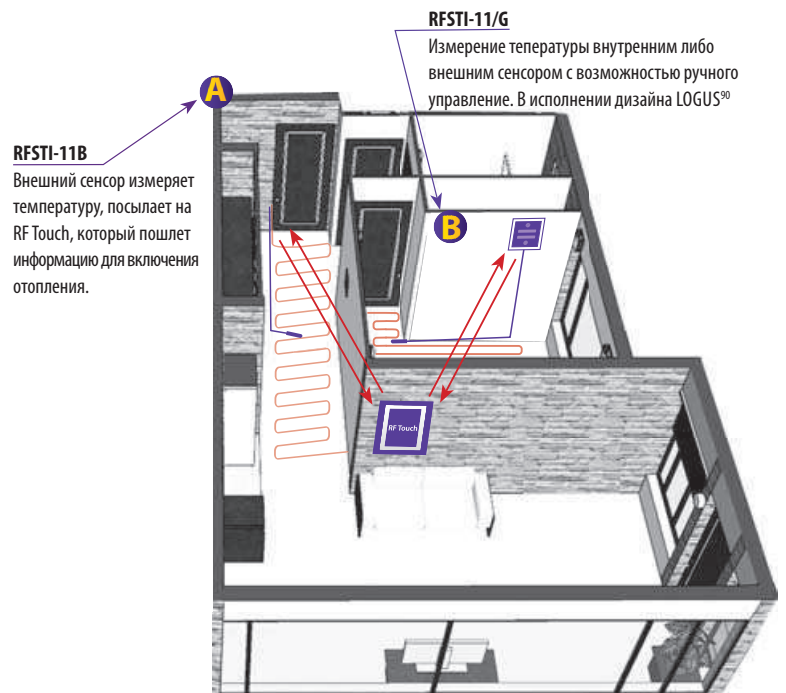 RFSTI-11/G
Измерение тепературы внутренним либо
внешним сенсором с возможностью ручного
управление. В исполнении дизайна LOGUS⁹⁰
A
RFSTI-11B
Внешний сенсор измеряет
температуру, посылает на
RF Touch, который пошлет
информацию для включения
отопления.
B
RF Touch